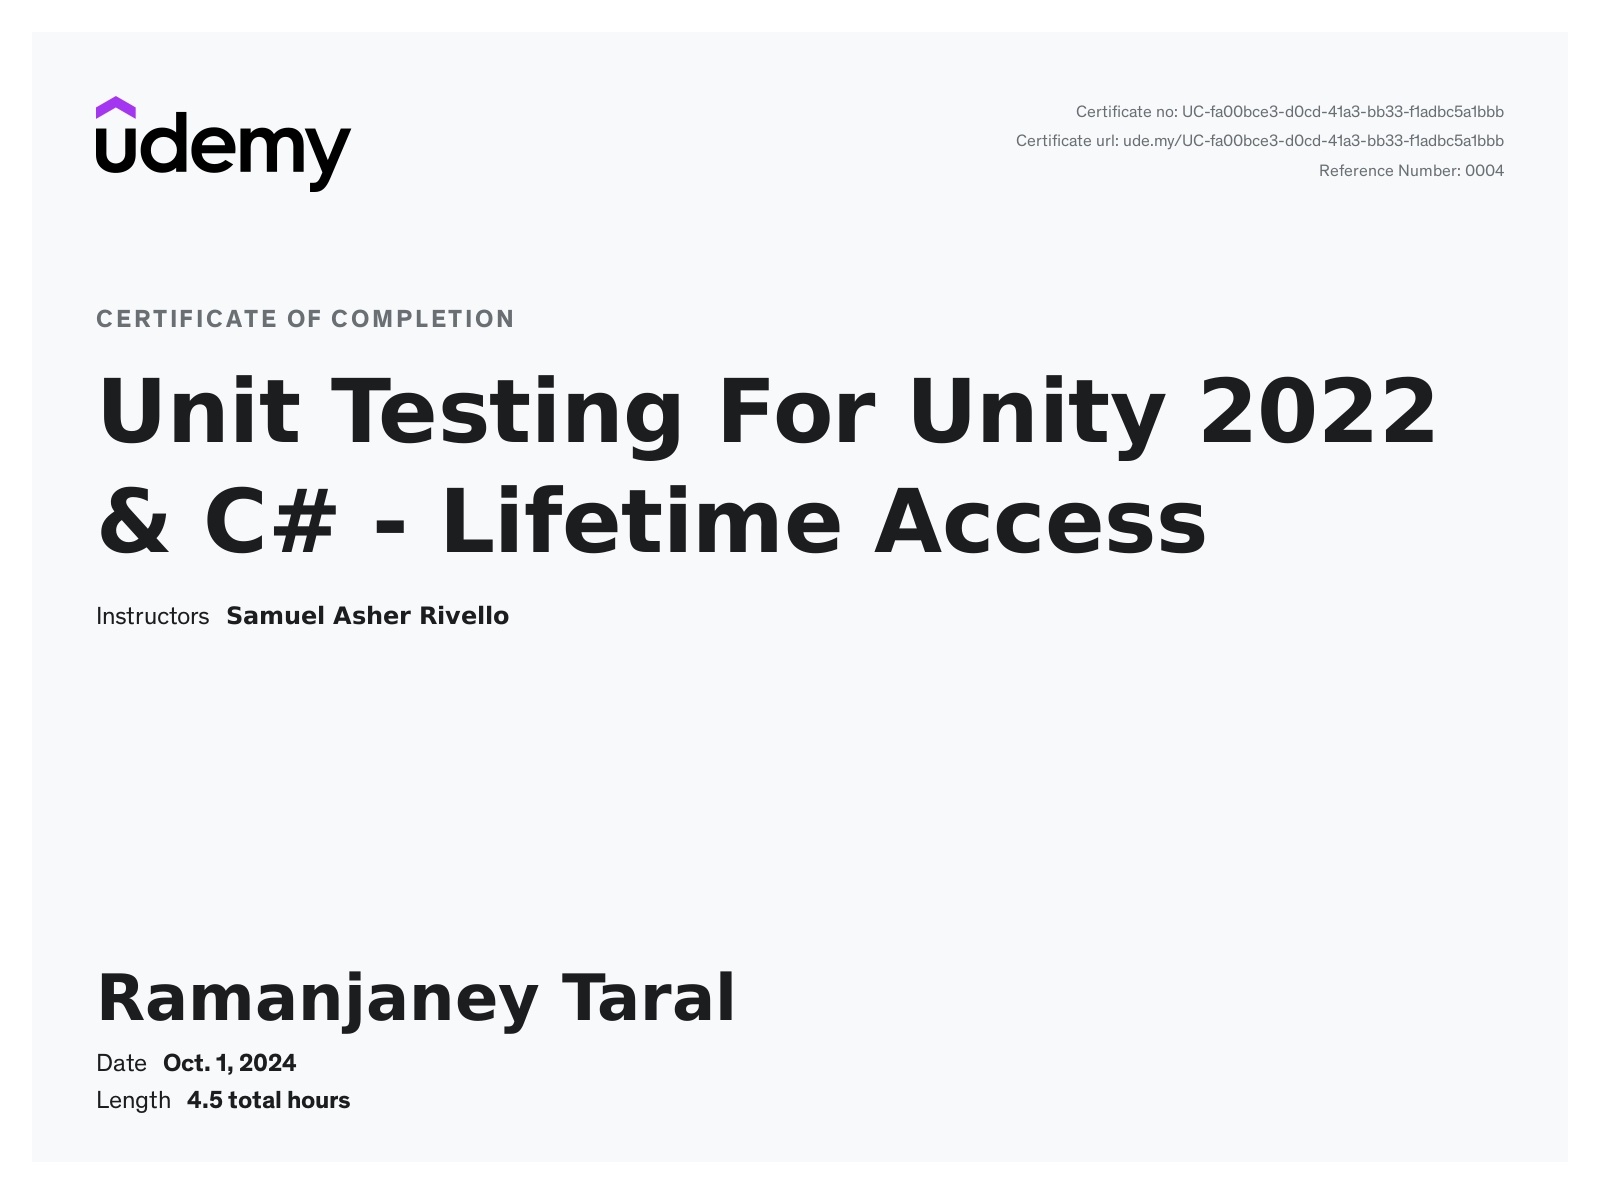 udemy
Certificate no: UC-fa00bce3-d0cd-41a3-bb33-f1adbc5a1bbb
Certificate url: ude.my/UC-fa00bce3-d0cd-41a3-bb33-f1adbc5a1bbb
Reference Number: 0004
CERTIFICATE OF COMPLETION
Unit Testing For Unity 2022
& C# - Lifetime Access
Instructors Samuel Asher Rivello
Ramanjaney Taral
Date Oct. 1, 2024
Length 4.5 total hours